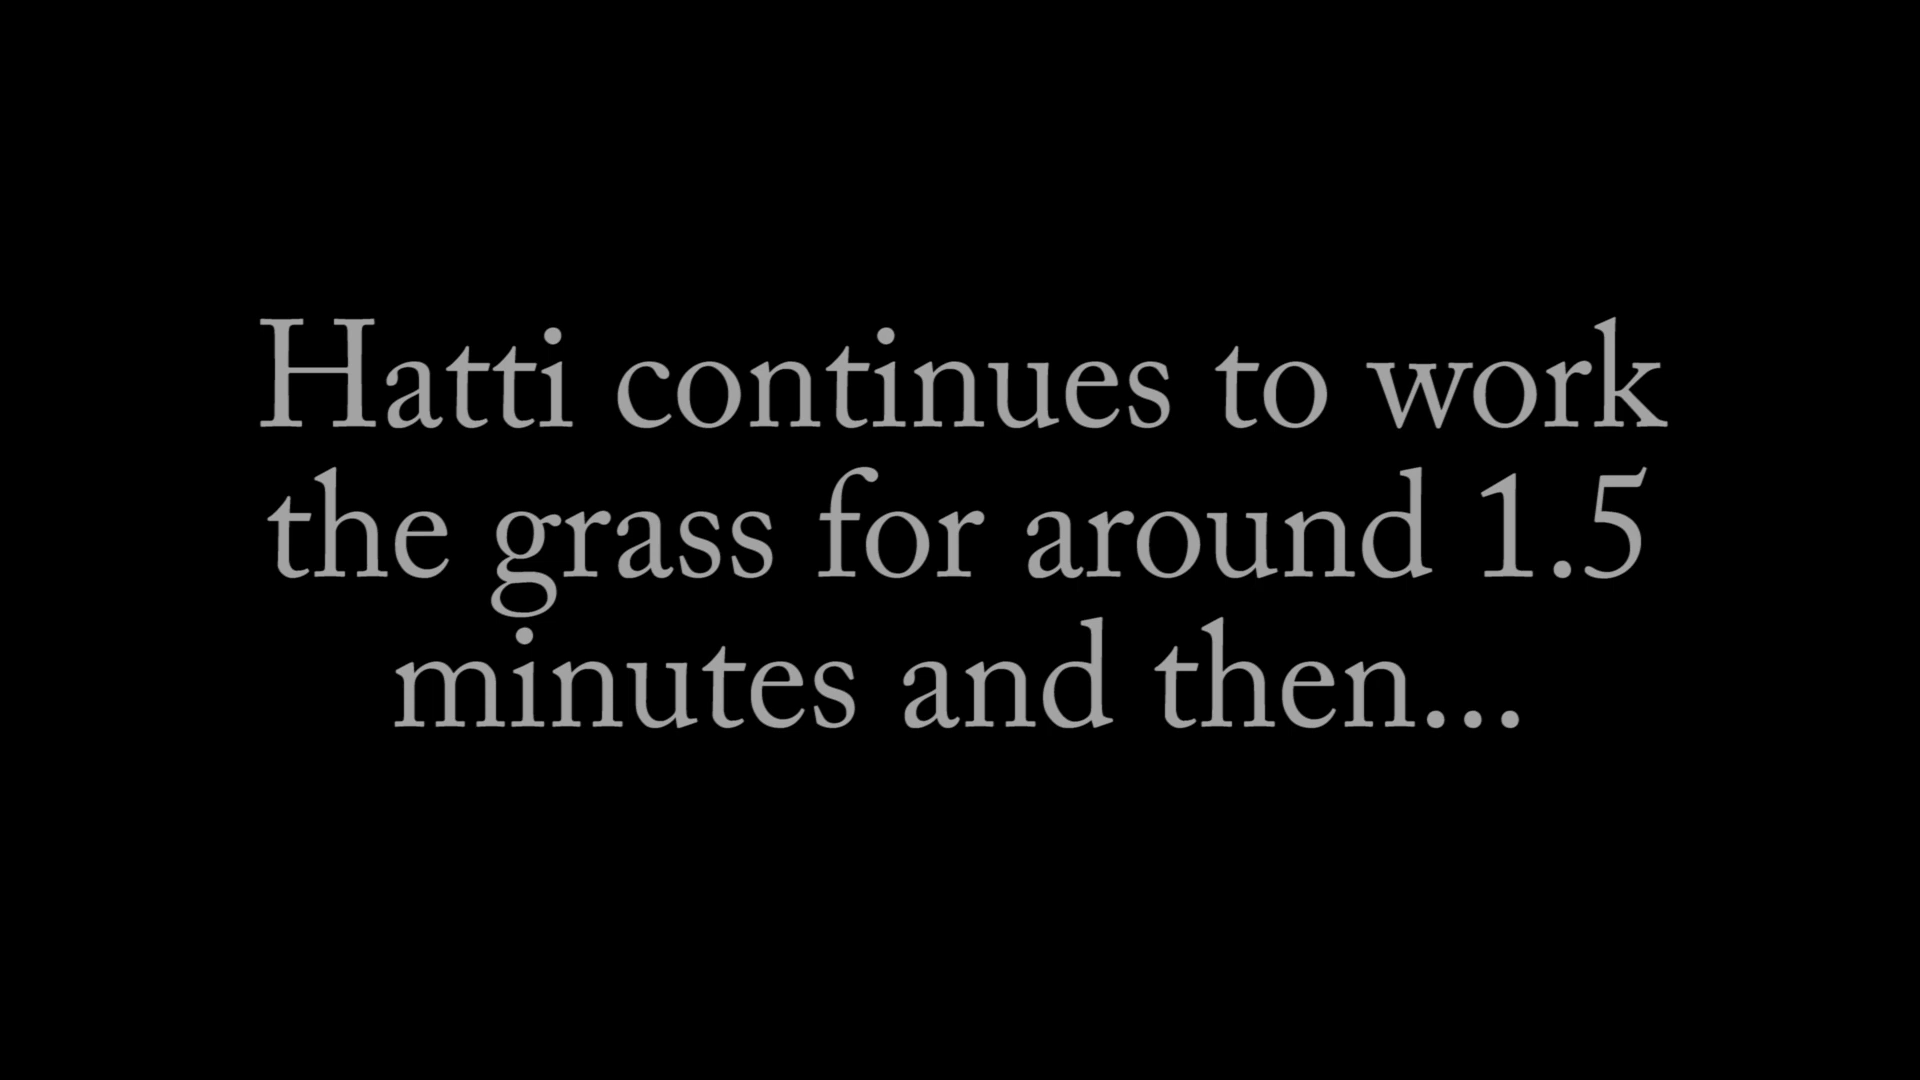 Hatti continues to work
the grass for around 1.5
minutes and then...